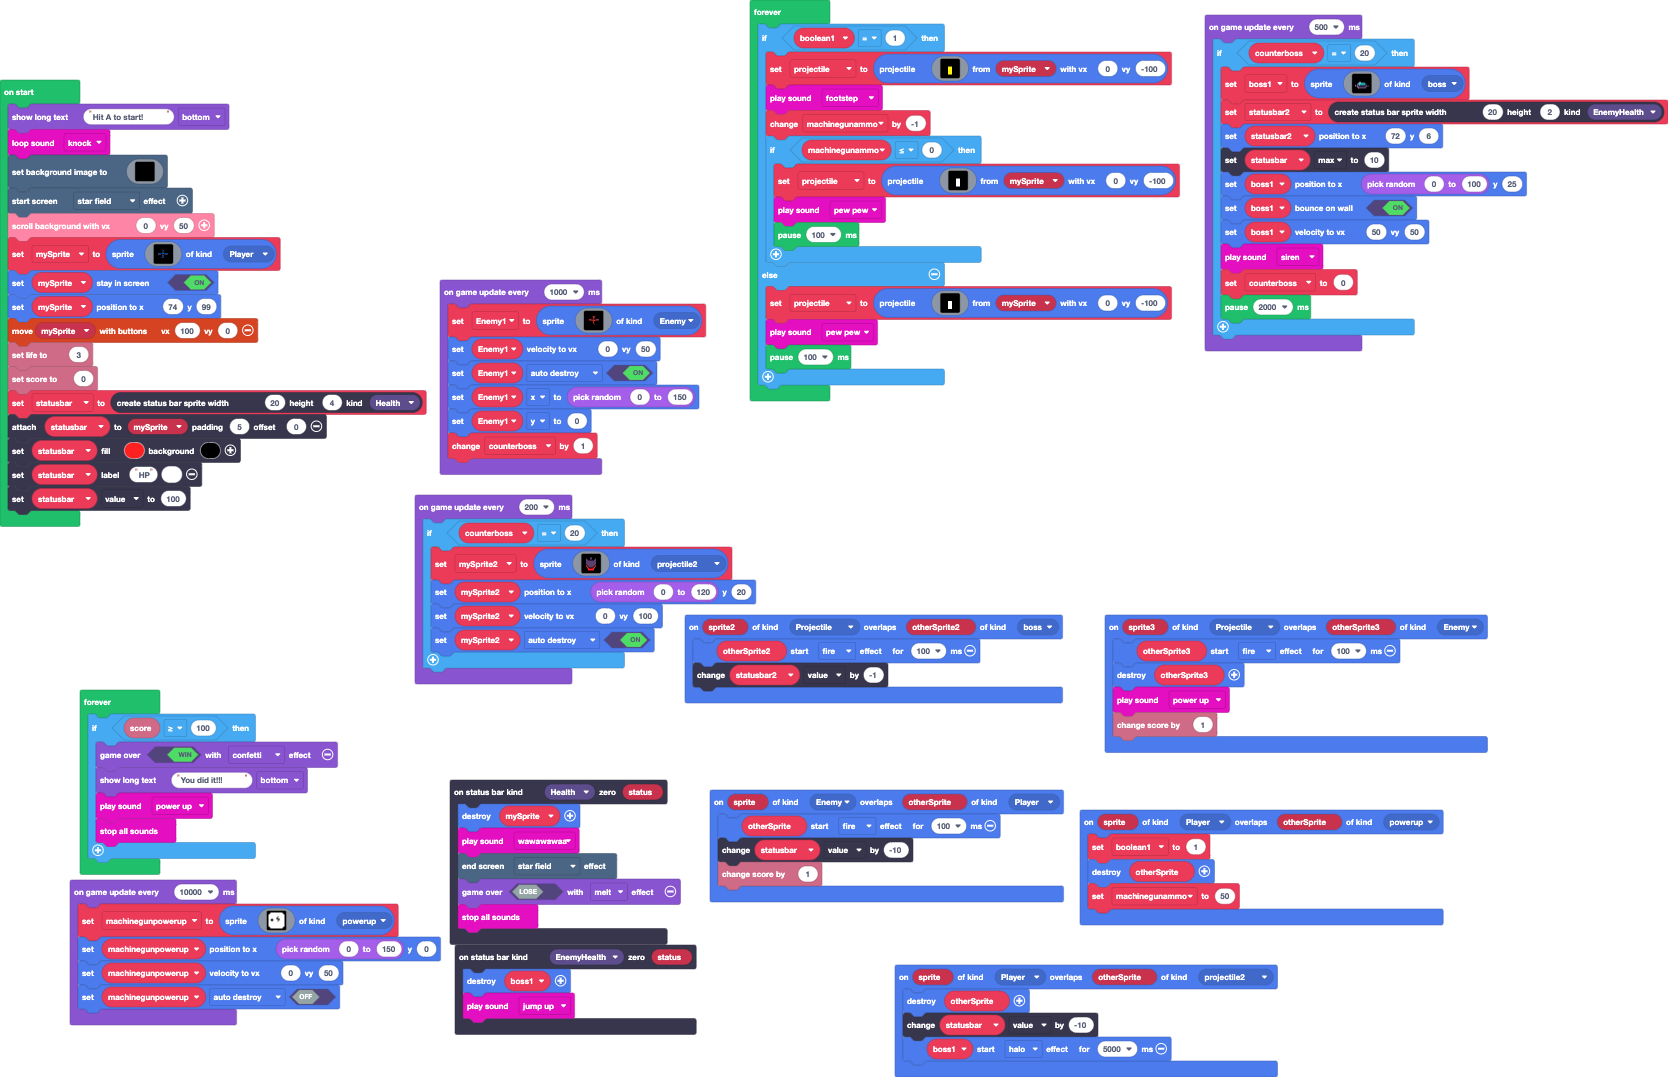 on start
show long text "Hit A to start!" bottom
loop sound knock
set background image to
start screen star field effect
scroll background with vx 0 vy 50
set mySprite to sprite of kind Player
set mySprite stay in screen ON
set mySprite position to x 74 y 99
move mySprite with buttons vx 100 vy 0
set life to 3
set score to 0
set statusbar to create status bar sprite width 20 height 4 kind Health
attach statusbar to mySprite padding 5 offset 0
set statusbar fill background
set statusbar label "HP"
set statusbar value to 100
on game update every 1000 ms
set Enemy1 to sprite of kind Enemy
set Enemy1 velocity to vx 0 vy 50
set Enemy1 auto destroy ON
set Enemy1 x to pick random 0 to 150
set Enemy1 y to 0
change counterboss by 1
on game update every 200 ms
if counterboss = 20 then
set mySprite2 to sprite of kind projectile2
set mySprite2 position to x pick random 0 to 120 y 20
set mySprite2 velocity to vx 0 vy 100
set mySprite2 auto destroy ON
forever
if boolean1 = 1 then
set projectile to projectile from mySprite with vx 0 vy -100
play sound footstep
change machinegunammo by -1
if machinegunammo ≤ 0 then
set projectile to projectile from mySprite with vx 0 vy -100
play sound pew pew
pause 100 ms
else
set projectile to projectile from mySprite with vx 0 vy -100
play sound pew pew
pause 100 ms
on game update every 500 ms
if counterboss = 20 then
set boss1 to sprite of kind boss
set statusbar2 to create status bar sprite width 20 height 2 kind EnemyHealth
set statusbar2 position to x 72 y 6
set statusbar max to 10
set boss1 position to x pick random 0 to 100 y 25
set boss1 bounce on wall ON
set boss1 velocity to vx 50 vy 50
play sound siren
set counterboss to 0
pause 2000 ms
on sprite2 of kind Projectile overlaps otherSprite2 of kind boss
otherSprite2 start fire effect for 100 ms
change statusbar2 value by -1
on sprite3 of kind Projectile overlaps otherSprite3 of kind Enemy
otherSprite3 start fire effect for 100 ms
destroy otherSprite3
play sound power up
change score by 1
forever
if score ≥ 100 then
game over WIN with confetti effect
show long text "You did it!!!" bottom
play sound power up
stop all sounds
on game update every 10000 ms
set machinegunpowerup to sprite of kind powerup
set machinegunpowerup position to x pick random 0 to 150 y 0
set machinegunpowerup velocity to vx 0 vy 50
set machinegunpowerup auto destroy OFF
on status bar kind Health zero status
destroy mySprite
play sound wawawawaa
end screen star field effect
game over LOSE with melt effect
stop all sounds
on status bar kind EnemyHealth zero status
destroy boss1
play sound jump up
on sprite of kind Enemy overlaps otherSprite of kind Player
otherSprite start fire effect for 100 ms
change statusbar value by -10
change score by 1
on sprite of kind Player overlaps otherSprite of kind powerup
set boolean1 to 1
destroy otherSprite
set machinegunammo to 50
on sprite of kind Player overlaps otherSprite of kind projectile2
destroy otherSprite
change statusbar value by -10
boss1 start halo effect for 5000 ms